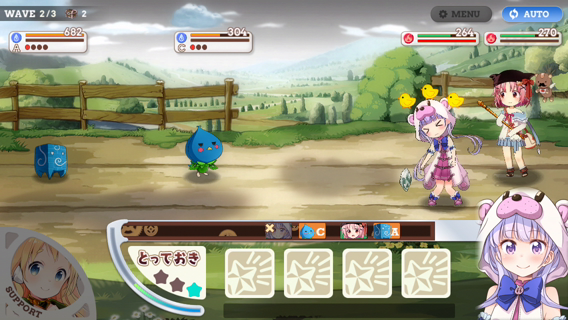 WAVE 2/3 2
MENU
AUTO
682
A
304
C
264
270
C
A
とっておき
SUPPORT